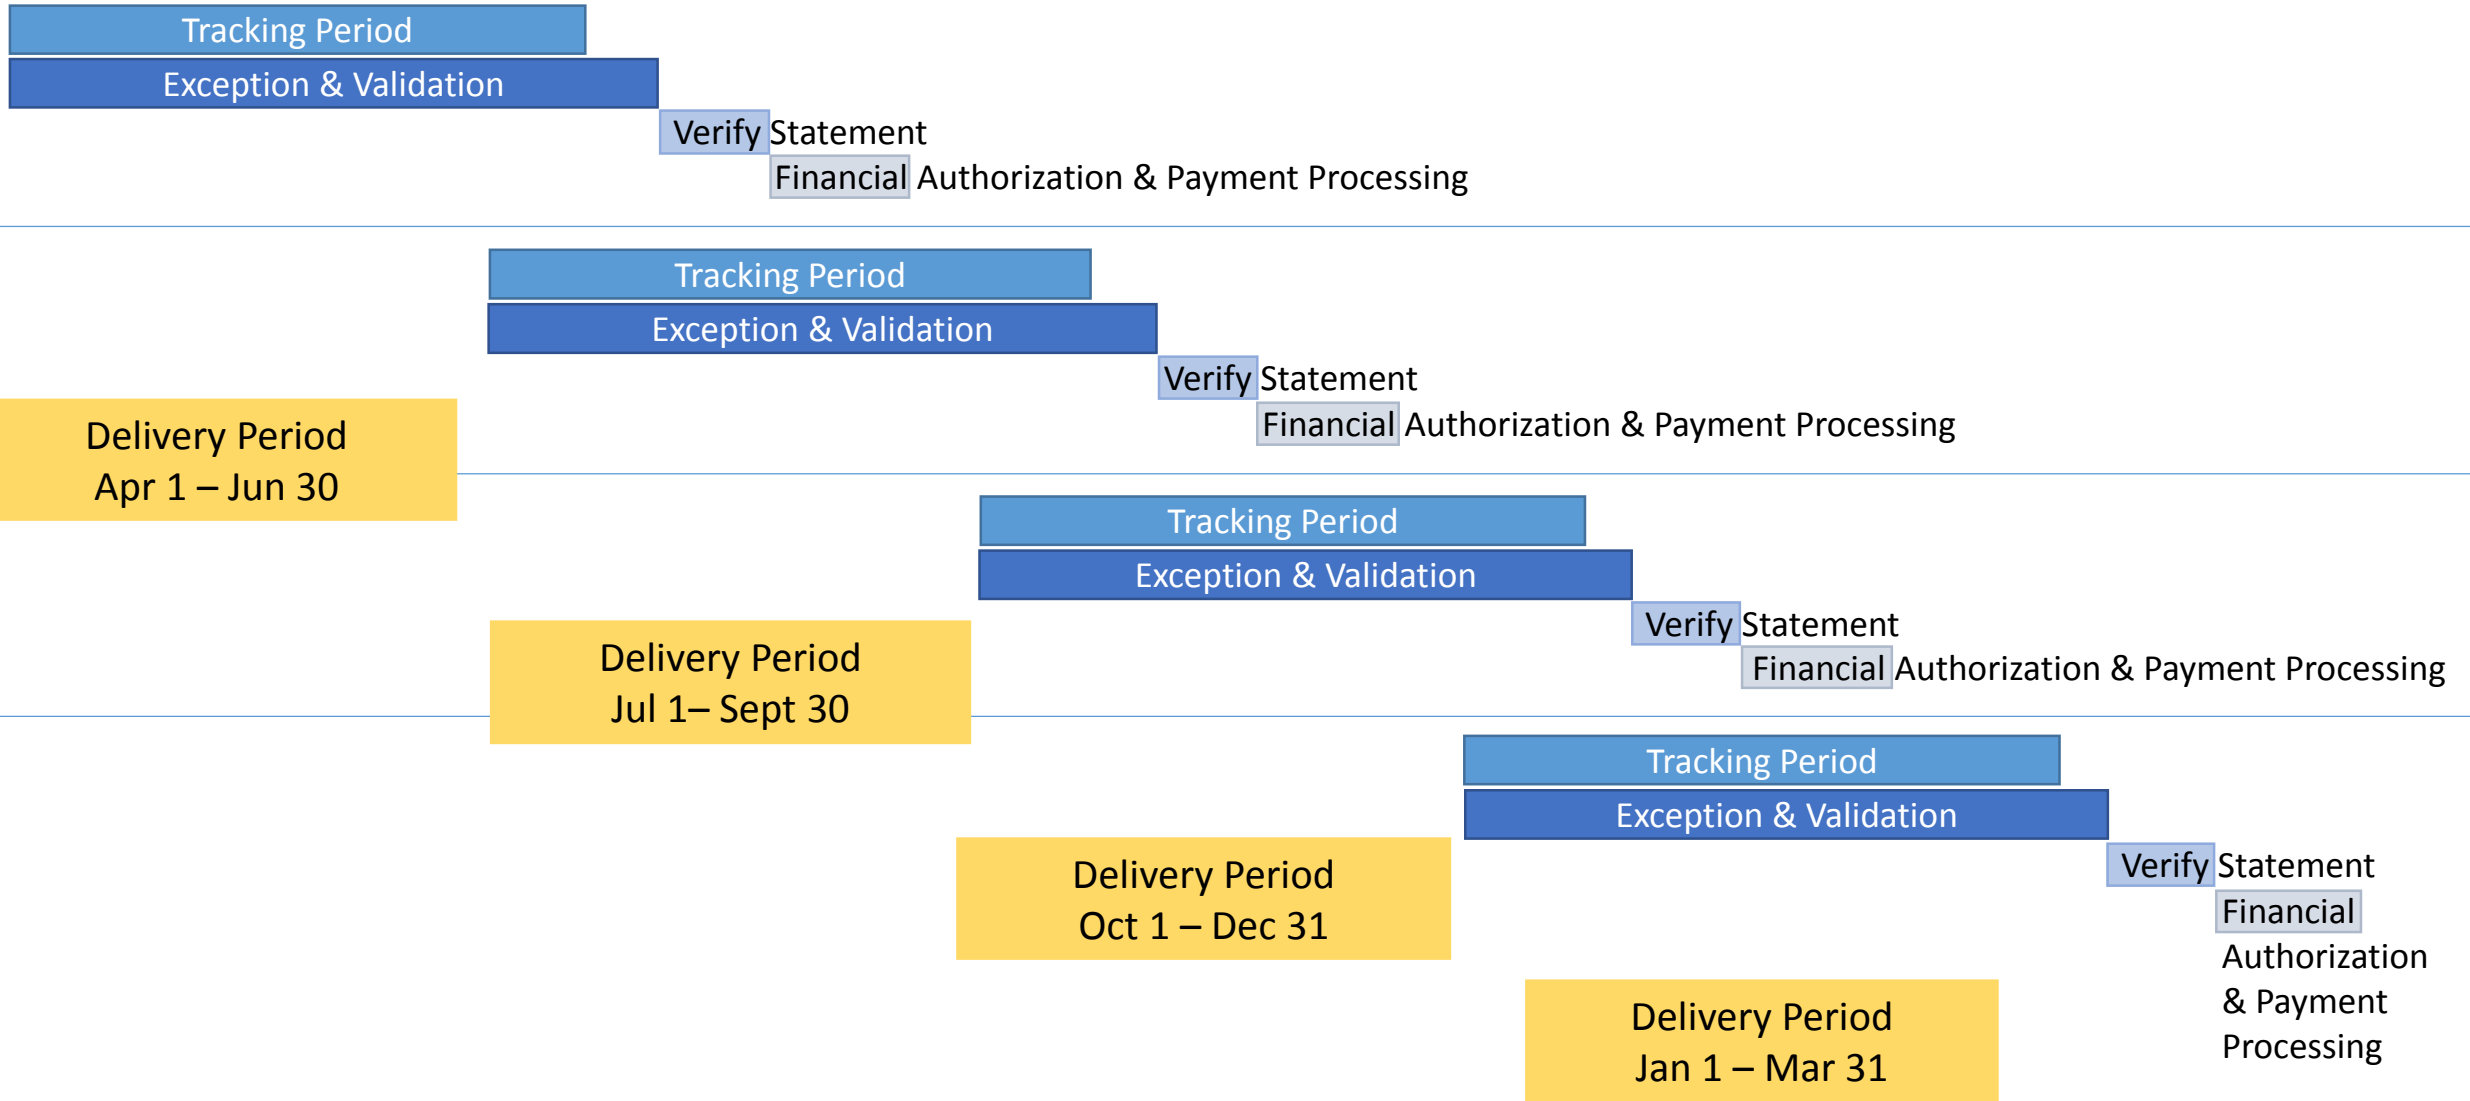 Tracking Period
Exception & Validation
Verify Statement
Financial Authorization & Payment Processing
Tracking Period
Exception & Validation
Verify Statement
Financial Authorization & Payment Processing
Delivery Period
Apr 1 – Jun 30
Tracking Period
Exception & Validation
Verify Statement
Financial Authorization & Payment Processing
Delivery Period
Jul 1– Sept 30
Tracking Period
Exception & Validation
Verify Statement
Financial
Authorization
& Payment
Processing
Delivery Period
Oct 1 – Dec 31
Delivery Period
Jan 1 – Mar 31